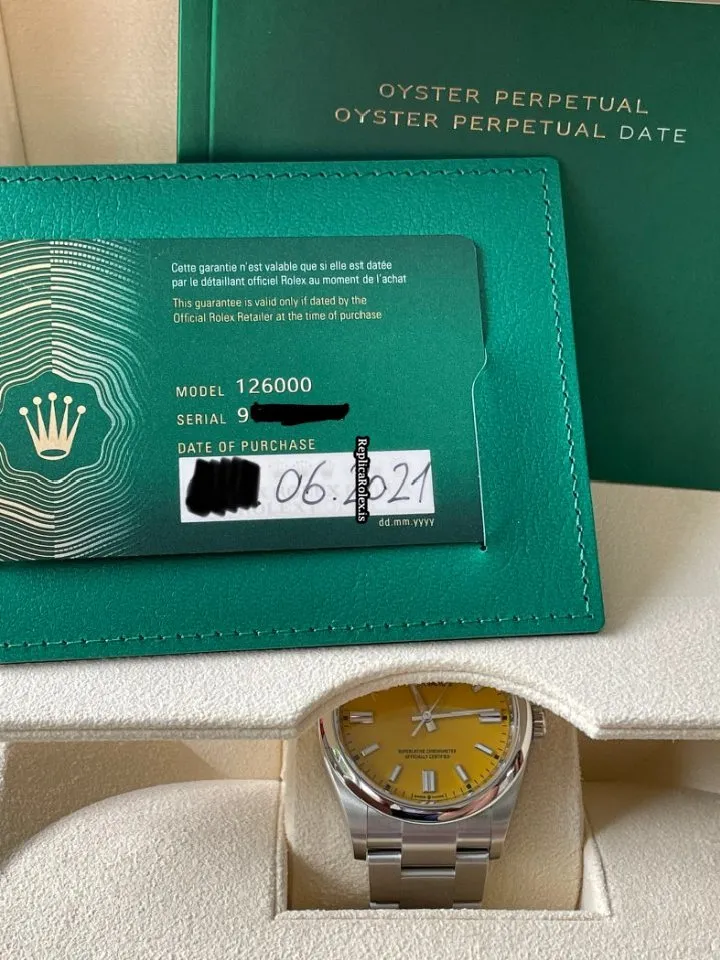 OYSTER PERPETUAL
OYSTER PERPETUAL DATE
Cette garantie n'est valable que si elle est datée
par le détaillant officiel Rolex au moment de l'achat
This guarantee is valid only if dated by the
Official Rolex Retailer at the time of purchase
MODEL 126000
SERIAL 9
DATE OF PURCHASE
06.2021
ReplicaRolex.is
dd.mm.yyyy
SUPERLATIVE CHRONOMETER
OFFICIALLY CERTIFIED